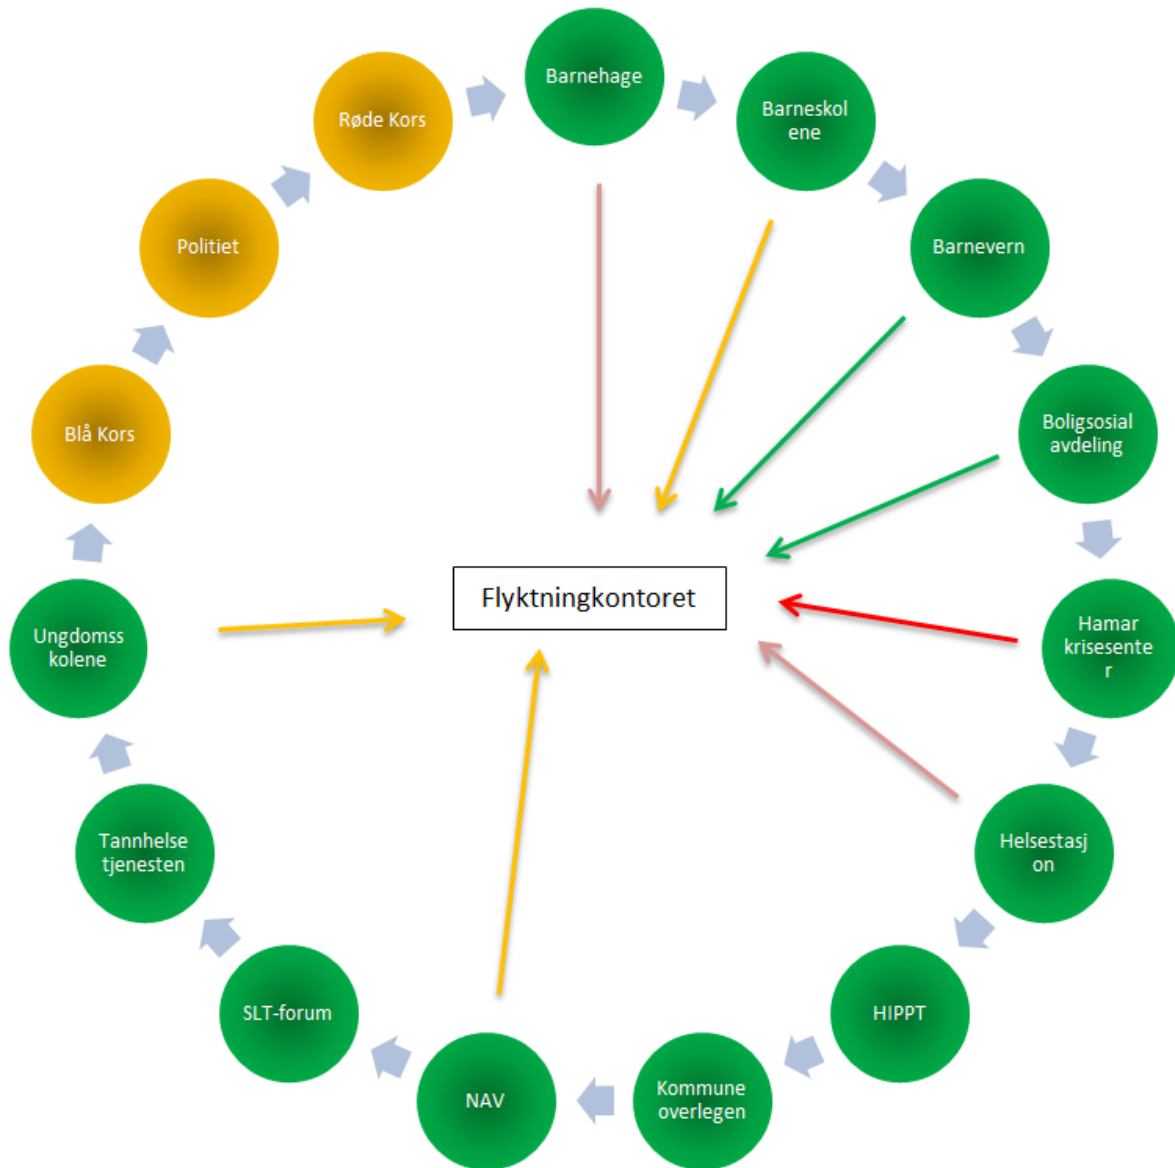 Barnehage
Barneskol
ene
Barnevern
Boligsosial
avdeling
Hamar
krisesente
r
Helsestasj
on
HIPPT
Kommune
overlegen
NAV
SLT-forum
Tannhelse
tjenesten
Ungdomss
kolene
Blå Kors
Politiet
Røde Kors
Flyktningkontoret